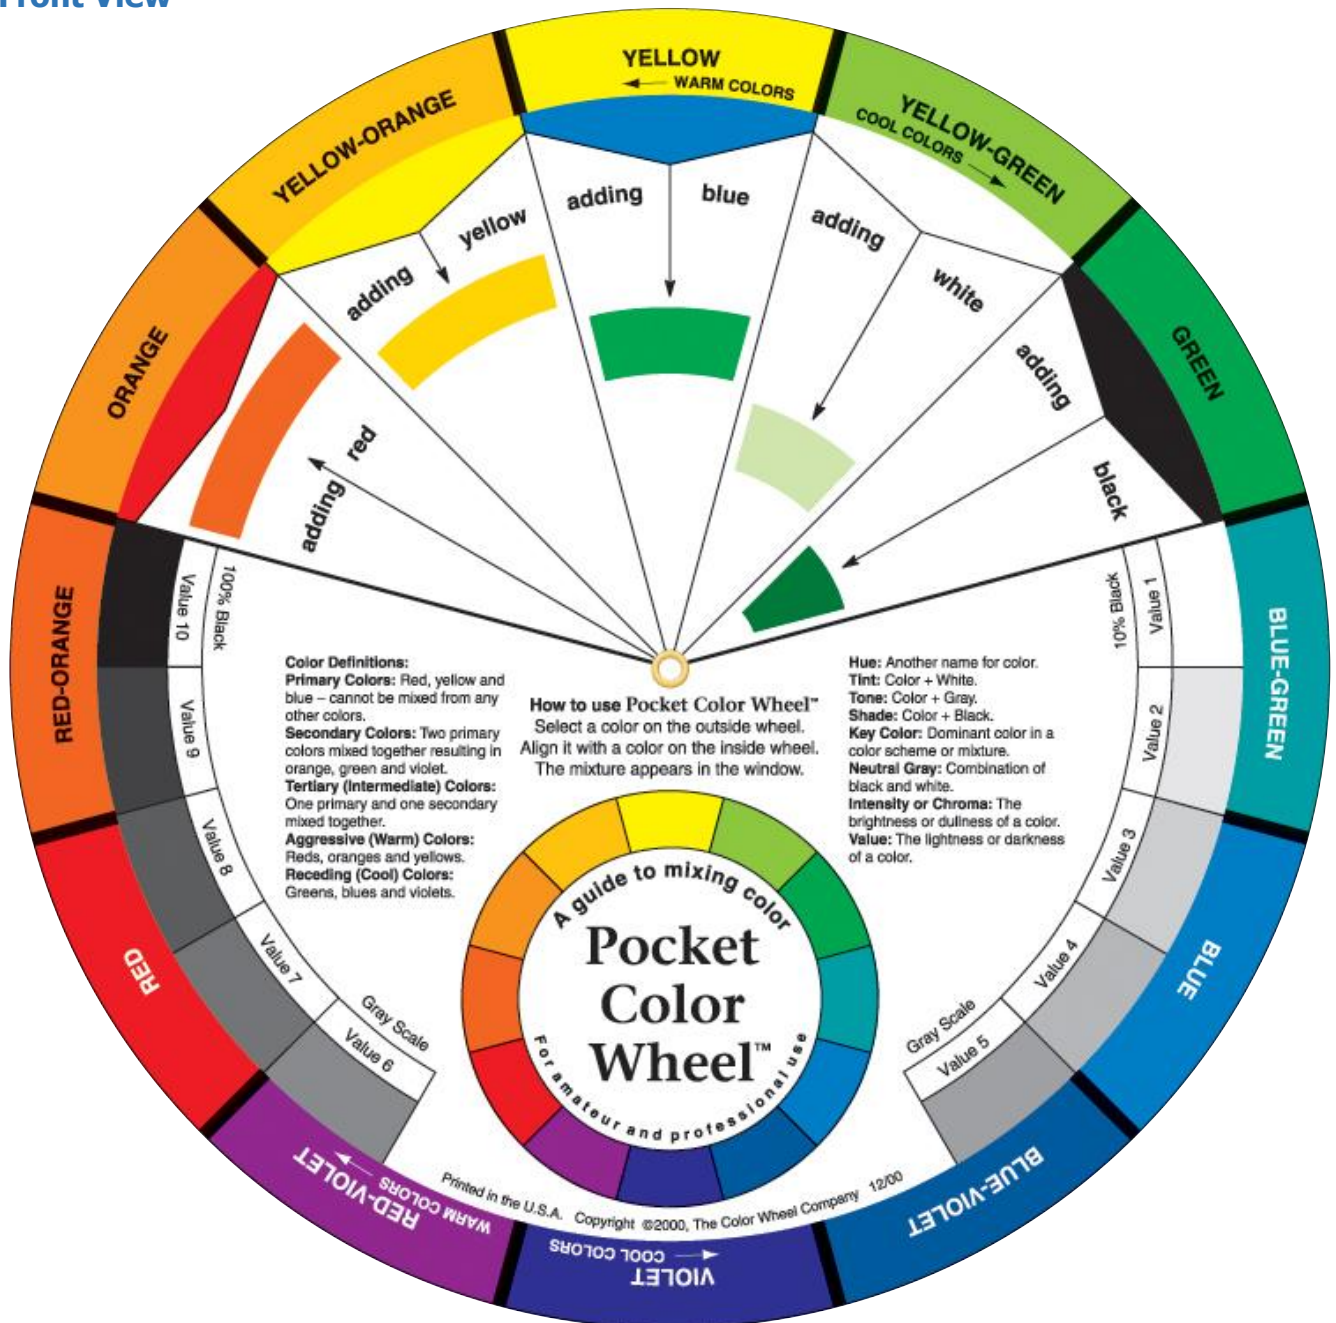 Front View
YELLOW
WARM COLORS
YELLOW-GREEN
COOL COLORS
GREEN
BLUE-GREEN
BLUE
BLUE-VIOLET
VIOLET
COOL COLORS
RED-VIOLET
WARM COLORS
RED
RED-ORANGE
ORANGE
YELLOW-ORANGE
adding red
adding yellow
adding blue
adding white
adding black
100% Black
Value 10
Value 9
Value 8
Value 7
Value 6
Gray Scale
10% Black
Value 1
Value 2
Value 3
Value 4
Value 5
Gray Scale
Color Definitions:
Primary Colors: Red, yellow and
blue – cannot be mixed from any
other colors.
Secondary Colors: Two primary
colors mixed together resulting in
orange, green and violet.
Tertiary (Intermediate) Colors:
One primary and one secondary
mixed together.
Aggressive (Warm) Colors:
Reds, oranges and yellows.
Receding (Cool) Colors:
Greens, blues and violets.
How to use Pocket Color Wheel™
Select a color on the outside wheel.
Align it with a color on the inside wheel.
The mixture appears in the window.
Hue: Another name for color.
Tint: Color + White.
Tone: Color + Gray.
Shade: Color + Black.
Key Color: Dominant color in a
color scheme or mixture.
Neutral Gray: Combination of
black and white.
Intensity or Chroma: The
brightness or dullness of a color.
Value: The lightness or darkness
of a color.
A guide to mixing color
Pocket
Color
Wheel™
For amateur and professional use
Printed in the U.S.A. Copyright ©2000, The Color Wheel Company 12/00